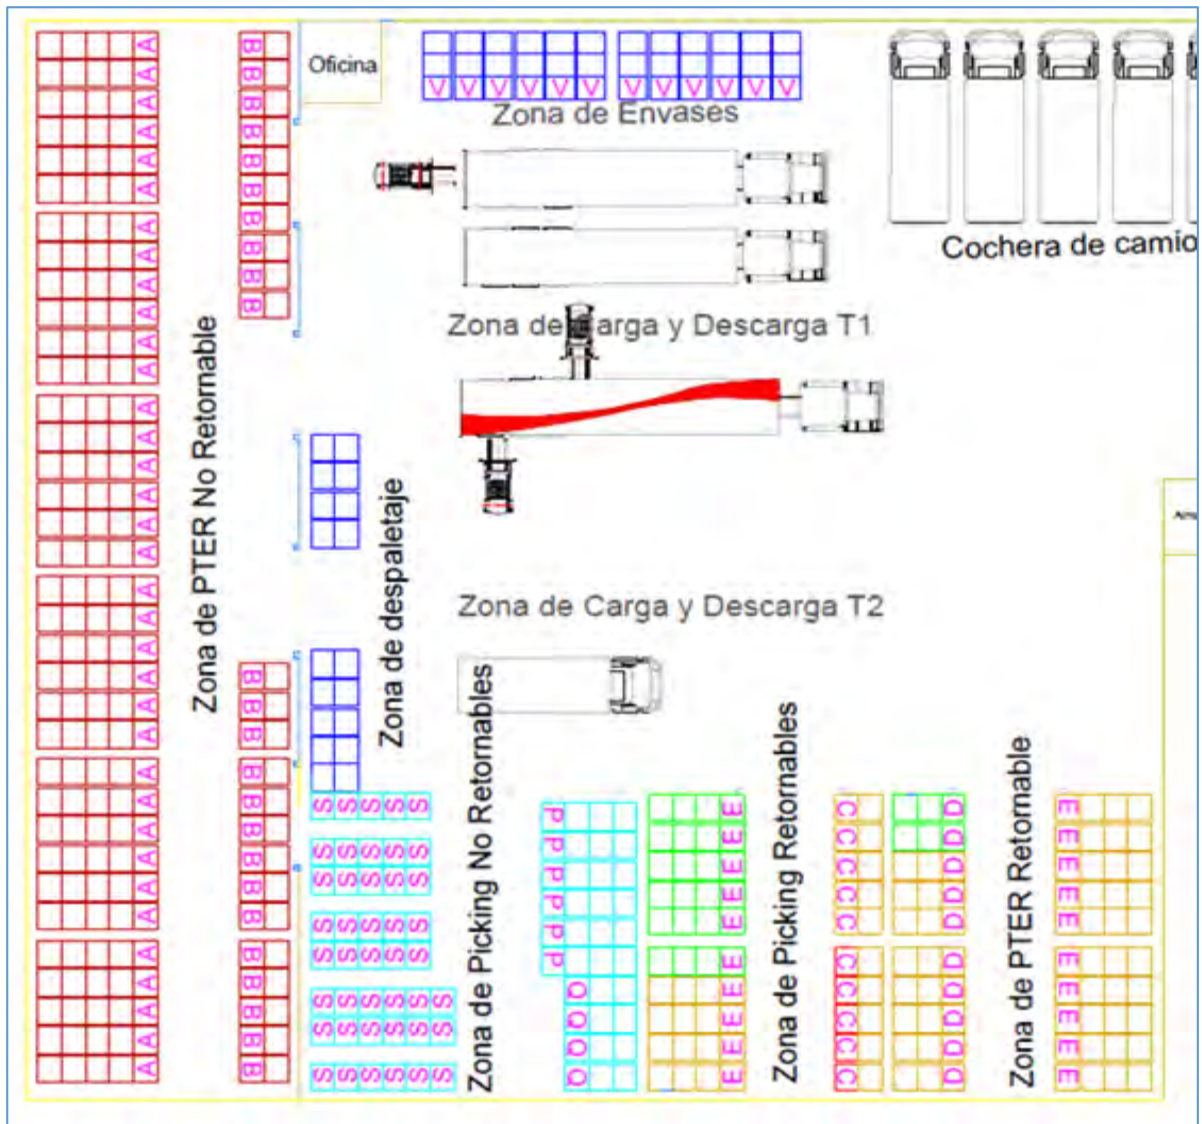 A A A A A A
A A A A A A
A A A A A A
A A A A A A
A A A A A A
A A A A A
B B B B B B B B B B
Oficina
V V V V V V V V V V V V
Zona de Envases
Cochera de camio
Zona de Carga y Descarga T1
Zona de PTER No Retornable
Zona de despaletaje
Zona de Carga y Descarga T2
B B B
B B B B B B
B B B B B
S S S S S
S S S S S
S S S S S
S S S S S
S S S S S
S S S S S S
S S S S S S
S S S S S S
Zona de Picking No Retornables
P P P P P P
Q Q Q Q
E E E E E
E E E E E
Zona de Picking Retornables
C C C C C
C C C C C
D D D D D
D D D D D
Zona de PTER Retornable
E E E E E
E E E E E